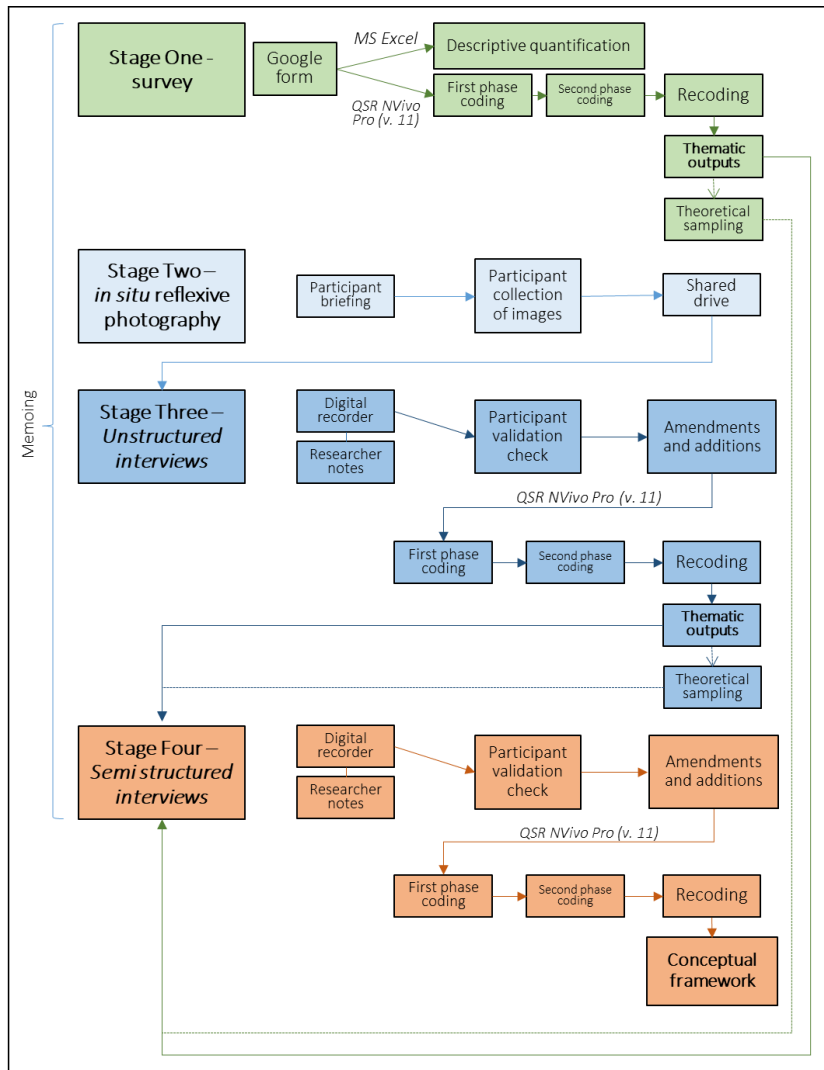 Memoing
Stage One -
survey
Google
form
MS Excel
QSR NVivo
Pro (v. 11)
Descriptive quantification
First phase
coding
Second phase
coding
Recoding
Thematic
outputs
Theoretical
sampling
Stage Two –
in situ reflexive
photography
Participant
briefing
Participant
collection
of images
Shared
drive
Stage Three –
Unstructured
interviews
Digital
recorder
Researcher
notes
Participant
validation
check
Amendments
and additions
QSR NVivo Pro (v. 11)
First phase
coding
Second phase
coding
Recoding
Thematic
outputs
Theoretical
sampling
Stage Four –
Semi structured
interviews
Digital
recorder
Researcher
notes
Participant
validation
check
Amendments
and additions
QSR NVivo Pro (v. 11)
First phase
coding
Second phase
coding
Recoding
Conceptual
framework